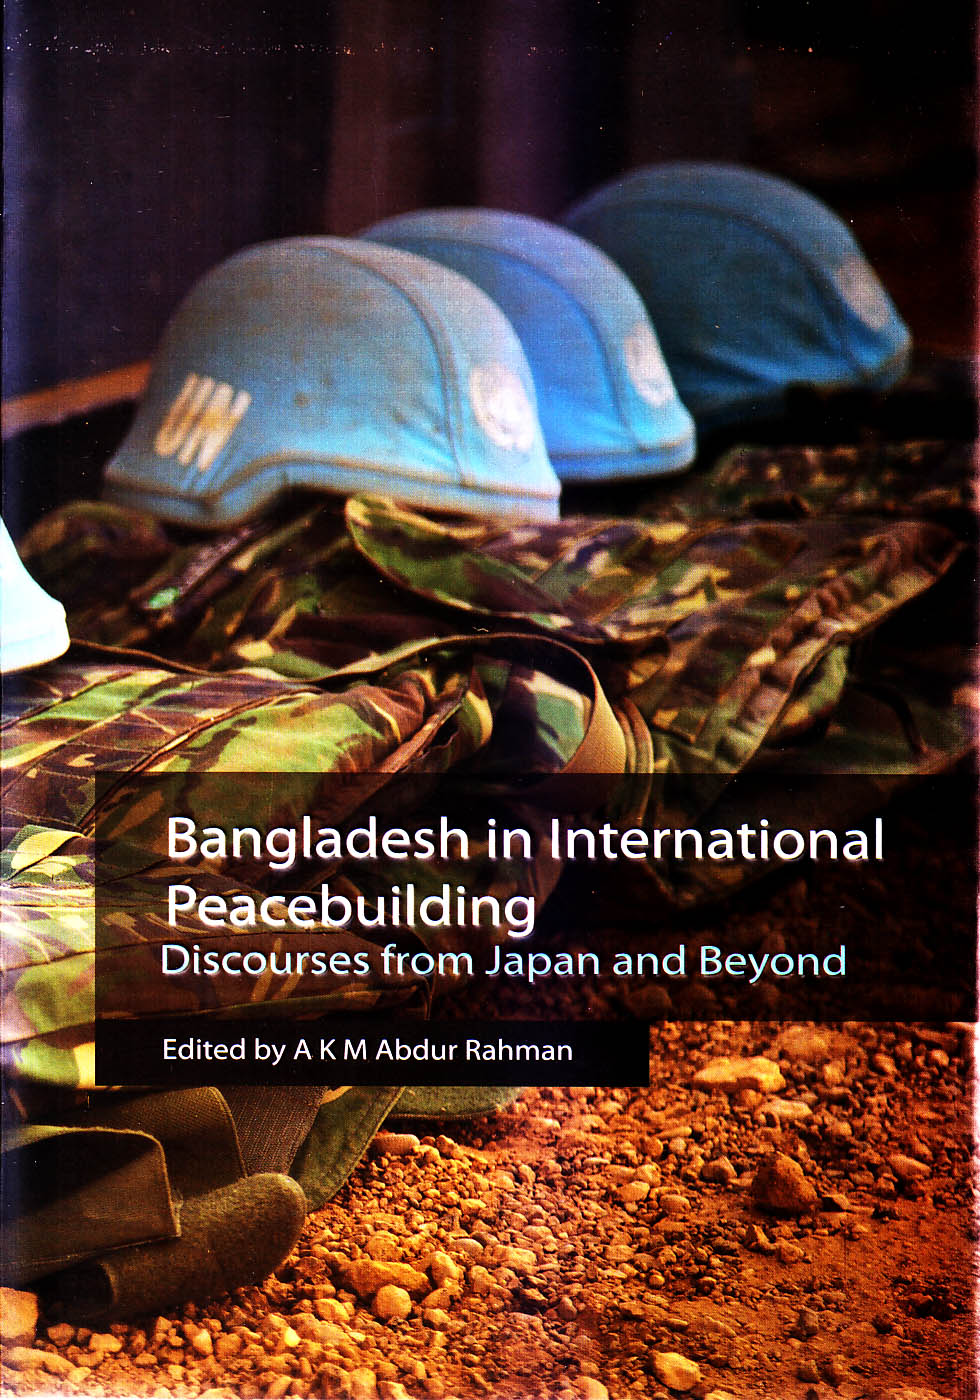 UN
Bangladesh in International
Peacebuilding
Discourses from Japan and Beyond
Edited by A K M Abdur Rahman